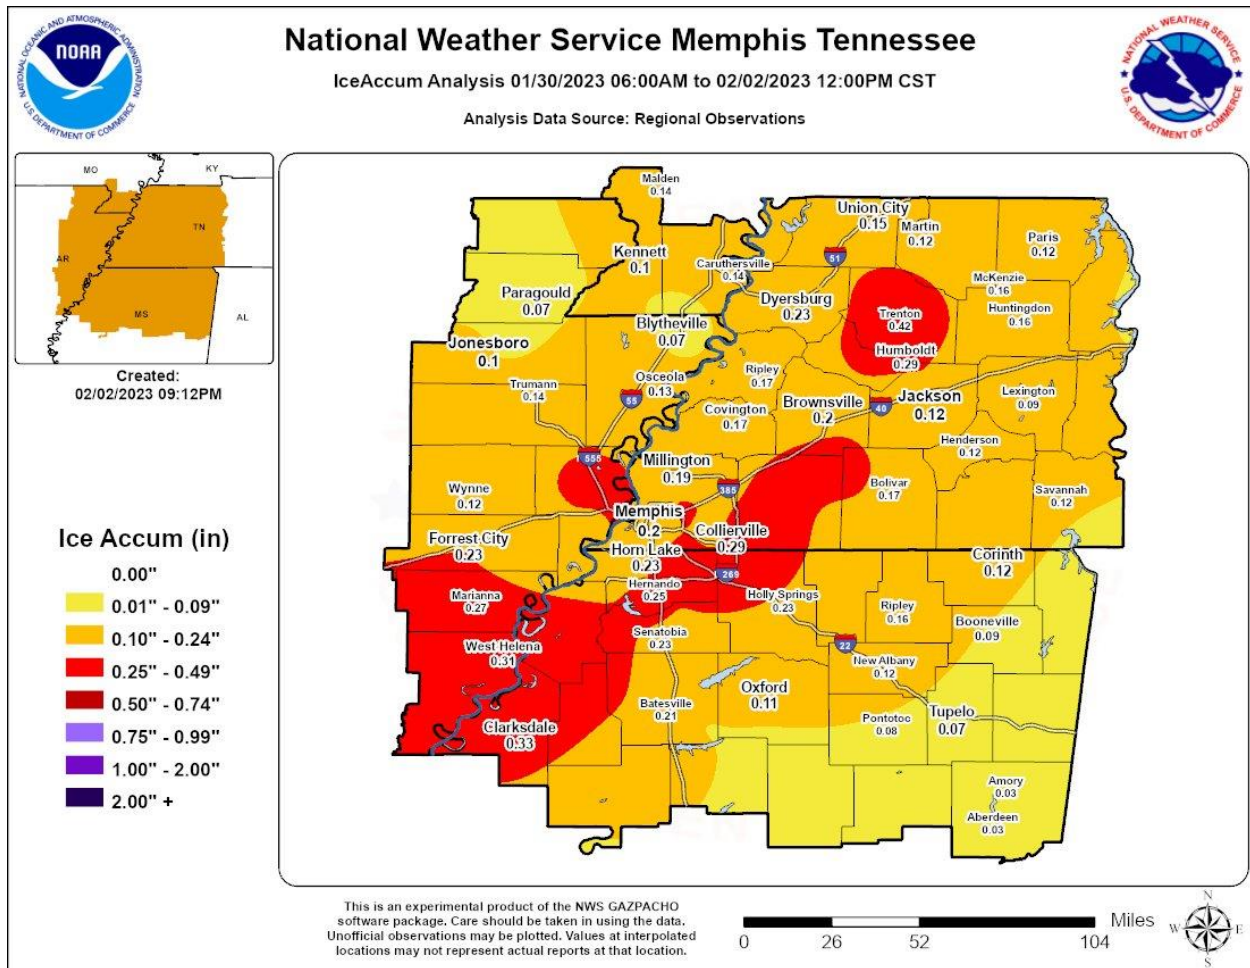 National Weather Service Memphis Tennessee
IceAccum Analysis 01/30/2023 06:00AM to 02/02/2023 12:00PM CST
Analysis Data Source: Regional Observations
NOAA
NATIONAL OCEANIC AND ATMOSPHERIC ADMINISTRATION
U.S. DEPARTMENT OF COMMERCE
NATIONAL WEATHER SERVICE
U.S. DEPARTMENT OF COMMERCE
MO
KY
TN
AR
MS
AL
Created:
02/02/2023 09:12PM
Ice Accum (in)
0.00"
0.01" - 0.09"
0.10" - 0.24"
0.25" - 0.49"
0.50" - 0.74"
0.75" - 0.99"
1.00" - 2.00"
2.00" +
Malden
0.14
Union City
0.15
Martin
0.12
Paris
0.12
Kennett
0.1
Caruthersville
0.14
51
McKenzie
0.16
Paragould
0.07
Dyersburg
0.23
Trenton
0.42
Huntingdon
0.16
Blytheville
0.07
Jonesboro
0.1
Humboldt
0.29
Trumann
0.14
Osceola
0.13
Ripley
0.17
55
Covington
0.17
Brownsville
0.2
40
Jackson
0.12
Lexington
0.09
Henderson
0.12
555
Millington
0.19
385
Wynne
0.12
Bolivar
0.17
Savannah
0.12
Memphis
0.2
Collierville
0.29
Forrest City
0.23
Horn Lake
0.23
Corinth
0.12
Hernando
0.25
269
Marianna
0.27
Holly Springs
0.23
Ripley
0.16
Booneville
0.09
West Helena
0.31
Senatobia
0.23
22
New Albany
0.12
Oxford
0.11
Batesville
0.21
Pontotoc
0.08
Tupelo
0.07
Clarksdale
0.33
Amory
0.03
Aberdeen
0.03
This is an experimental product of the NWS GAZPACHO
software package. Care should be taken in using the data.
Unofficial observations may be plotted. Values at interpolated
locations may not represent actual reports at that location.
Miles
0 26 52 104
N
W E
S